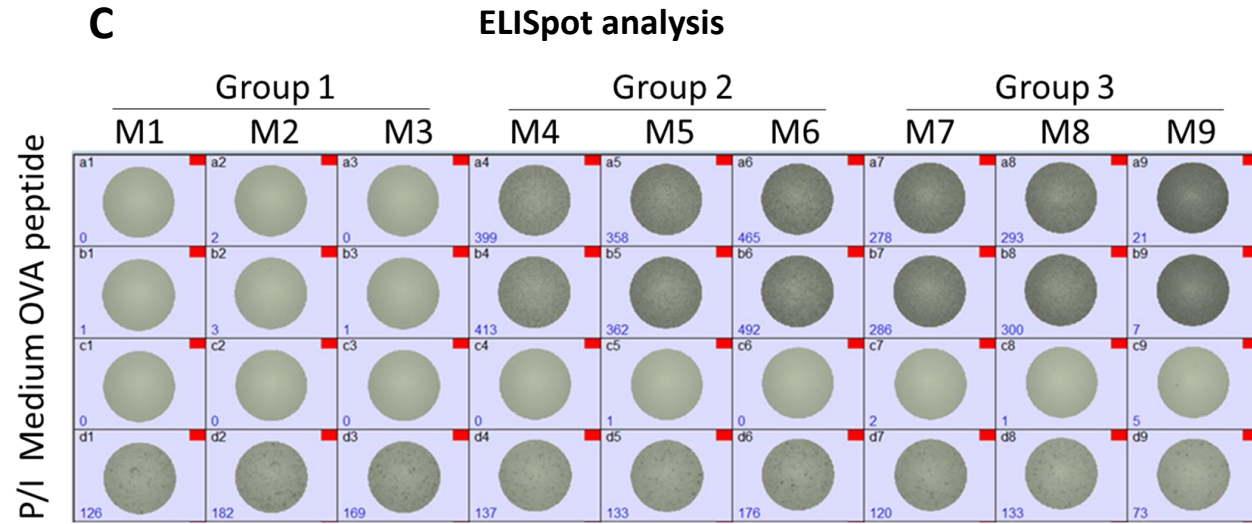 C
ELISpot analysis
Group 1 Group 2 Group 3
M1 M2 M3 M4 M5 M6 M7 M8 M9
P/I Medium OVA peptide
a1 a2 a3 a4 a5 a6 a7 a8 a9
0 2 0 399 358 465 278 293 21
b1 b2 b3 b4 b5 b6 b7 b8 b9
1 3 1 413 362 492 286 300 7
c1 c2 c3 c4 c5 c6 c7 c8 c9
0 0 0 0 1 0 2 1 5
d1 d2 d3 d4 d5 d6 d7 d8 d9
126 182 169 137 133 176 120 133 73